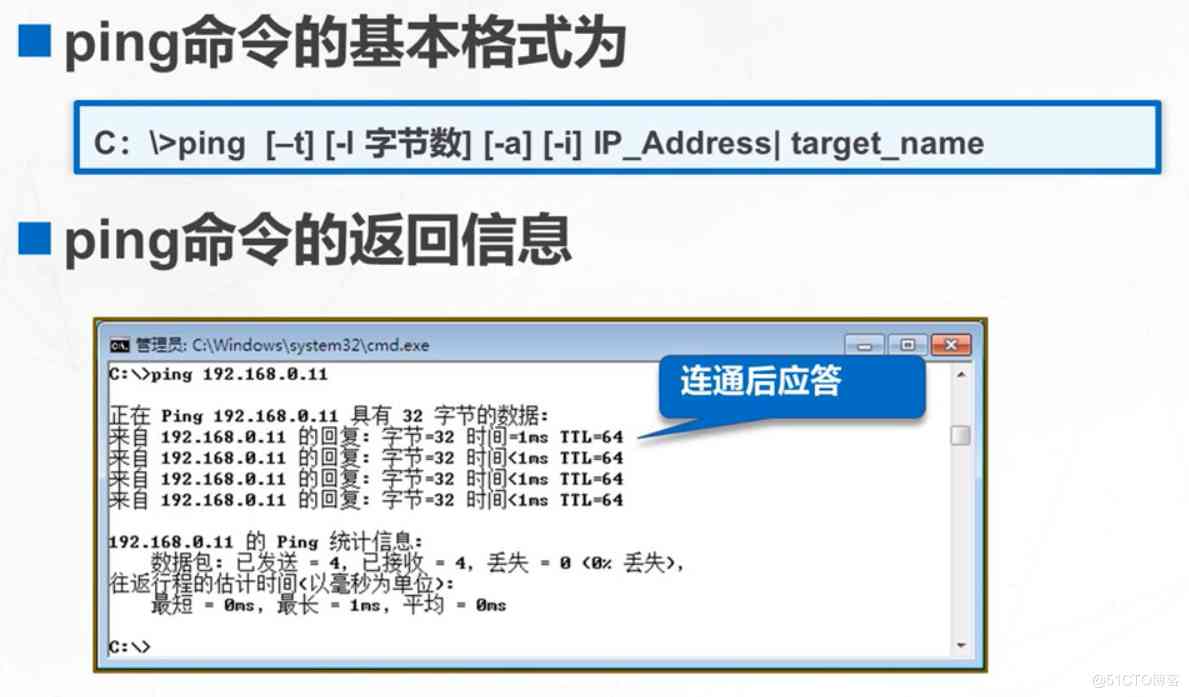 ping命令的基本格式为
C：\>ping [–t] [-l 字节数] [-a] [-i] IP_Address| target_name
ping命令的返回信息
管理员: C:\Windows\system32\cmd.exe
C:\>ping 192.168.0.11
连通后应答
正在 Ping 192.168.0.11 具有 32 字节的数据:
来自 192.168.0.11 的回复: 字节=32 时间=1ms TTL=64
来自 192.168.0.11 的回复: 字节=32 时间<1ms TTL=64
来自 192.168.0.11 的回复: 字节=32 时间<1ms TTL=64
来自 192.168.0.11 的回复: 字节=32 时间<1ms TTL=64
192.168.0.11 的 Ping 统计信息:
数据包: 已发送 = 4，已接收 = 4，丢失 = 0 (0% 丢失)，
往返行程的估计时间(以毫秒为单位):
最短 = 0ms，最长 = 1ms，平均 = 0ms
C:\>
@51CTO博客